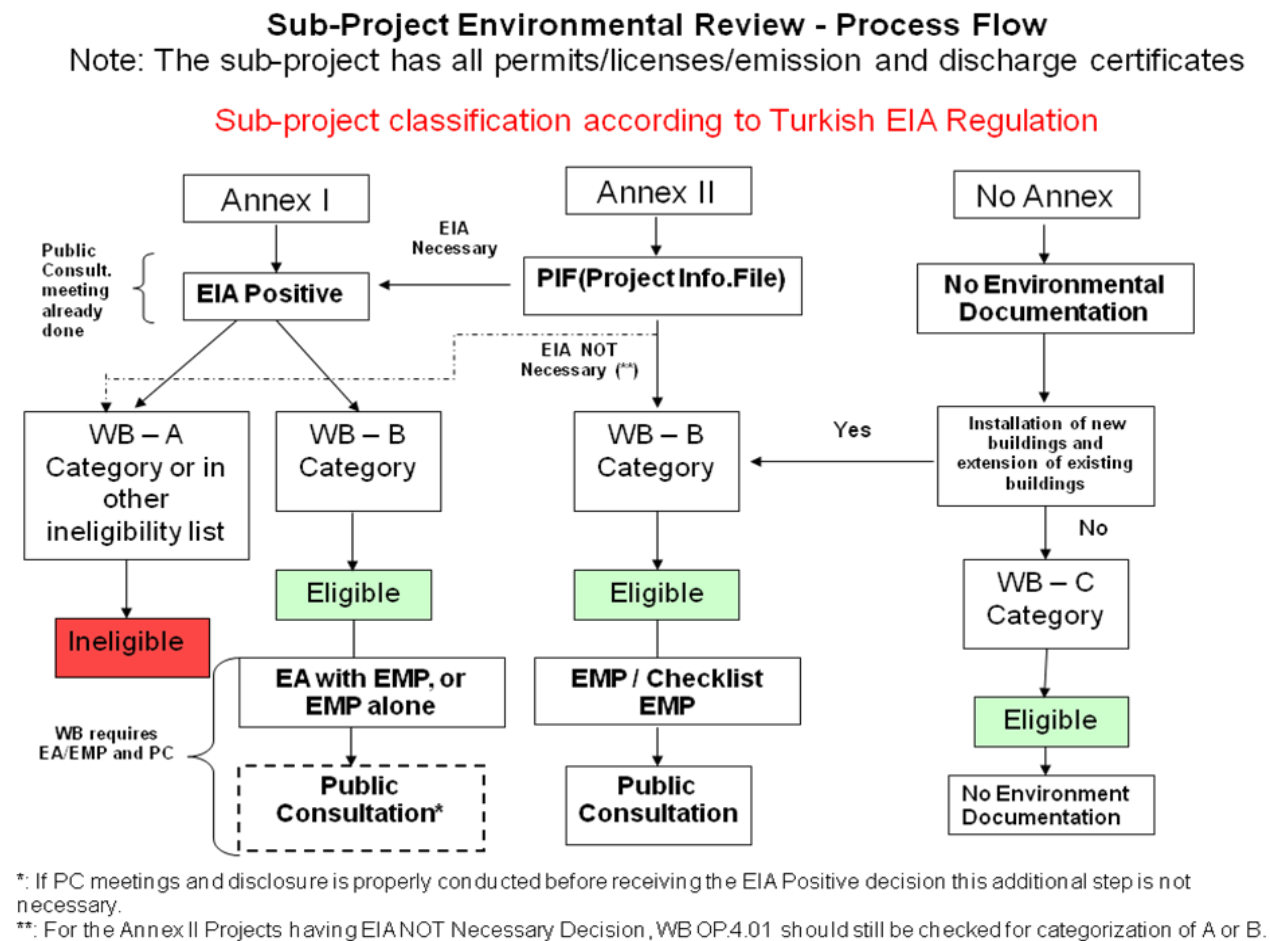 Sub-Project Environmental Review - Process Flow
Note: The sub-project has all permits/licenses/emission and discharge certificates
Sub-project classification according to Turkish EIA Regulation
Annex I
Annex II
No Annex
Public
Consult.
meeting
already
done
EIA
Necessary
EIA Positive
PIF(Project Info.File)
No Environmental
Documentation
EIA NOT
Necessary (**)
WB – A
Category or in
other
ineligibility list
WB – B
Category
WB – B
Category
Yes
Installation of new
buildings and
extension of existing
buildings
No
Ineligible
Eligible
Eligible
WB – C
Category
WB requires
EA/EMP and PC
EA with EMP, or
EMP alone
EMP / Checklist
EMP
Eligible
Public
Consultation*
Public
Consultation
No Environment
Documentation
*: If PC meetings and disclosure is properly conducted before receiving the EIA Positive decision this additional step is not
necessary.
**: For the Annex II Projects having EIA NOT Necessary Decision, WB OP.4.01 should still be checked for categorization of A or B.